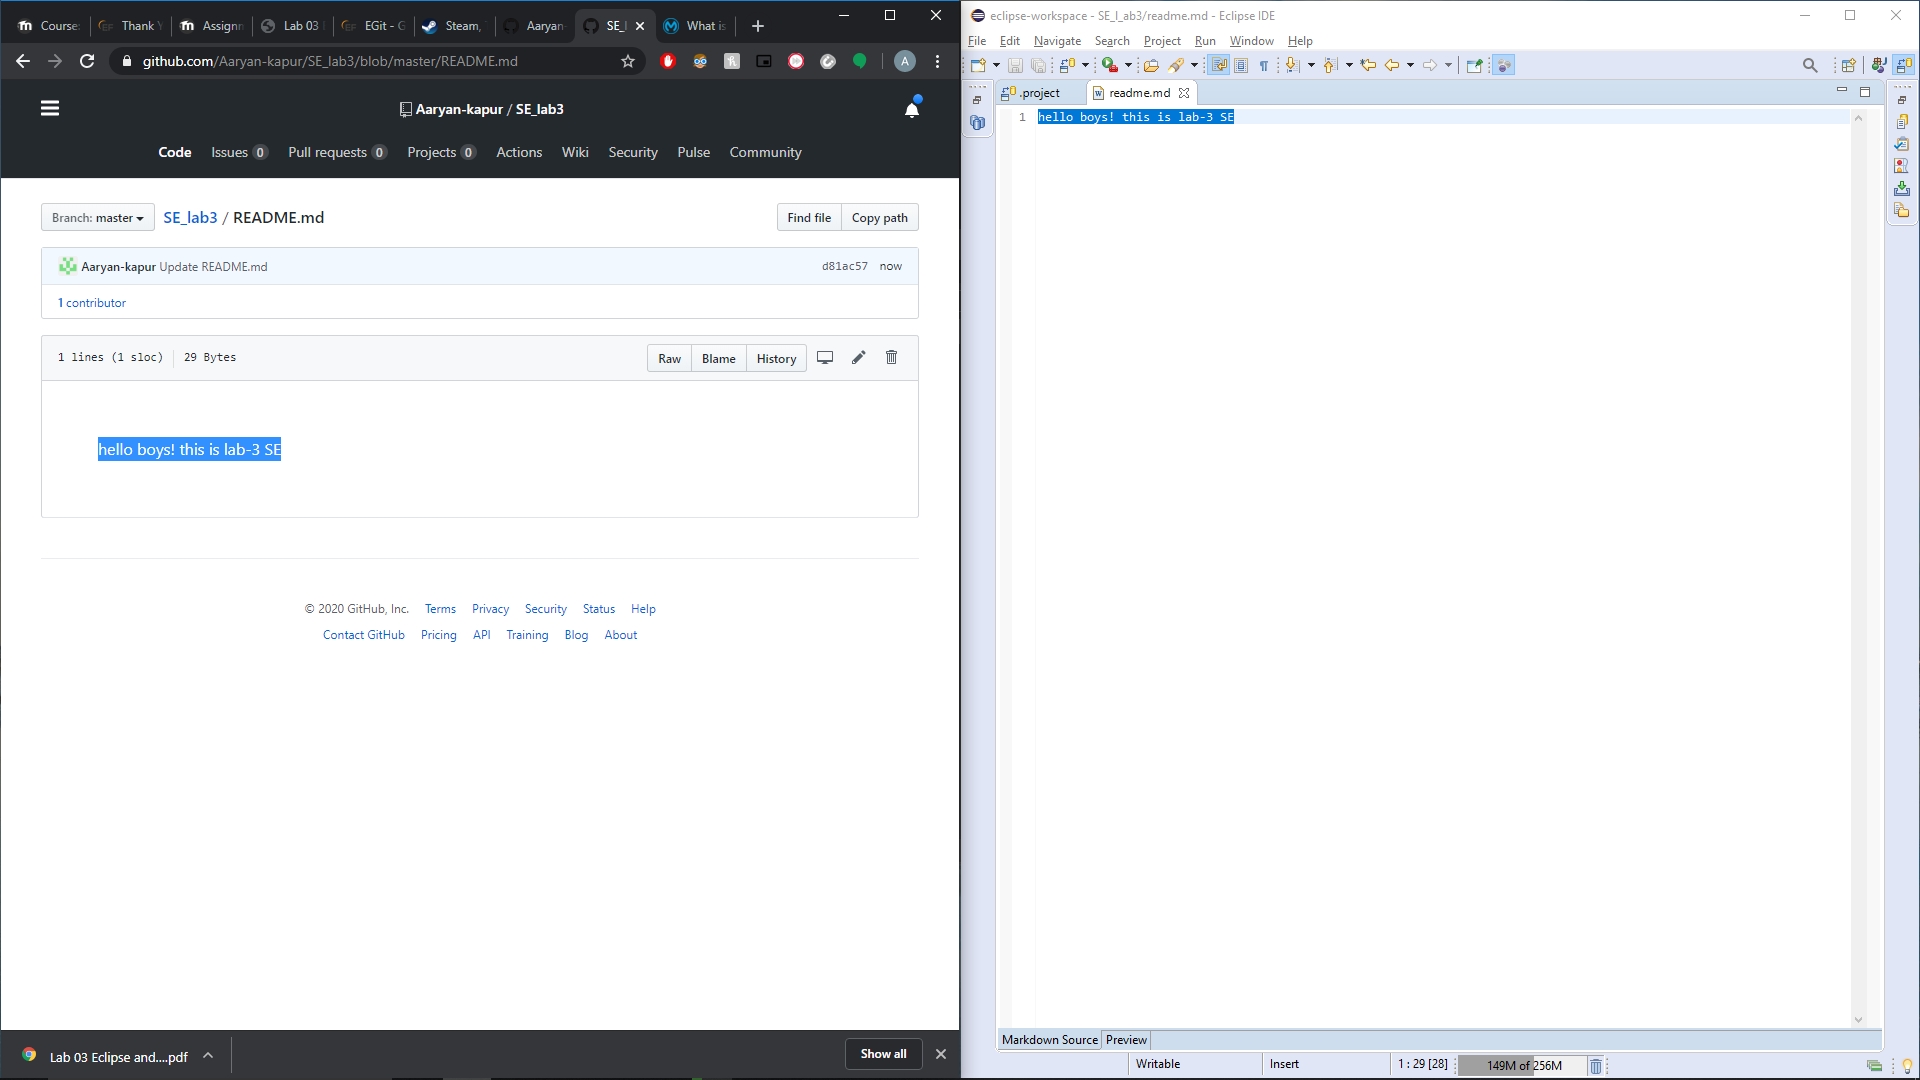 Course
Thank Y
Assignn
Lab 03
EGit - G
Steam,
Aaryan-
SE_l
What is
github.com/Aaryan-kapur/SE_lab3/blob/master/README.md
A
Aaryan-kapur / SE_lab3
Code Issues 0 Pull requests 0 Projects 0 Actions Wiki Security Pulse Community
Branch: master SE_lab3 / README.md Find file Copy path
Aaryan-kapur Update README.md d81ac57 now
1 contributor
1 lines (1 sloc) 29 Bytes Raw Blame History
hello boys! this is lab-3 SE
© 2020 GitHub, Inc. Terms Privacy Security Status Help
Contact GitHub Pricing API Training Blog About
Lab 03 Eclipse and....pdf Show all
eclipse-workspace - SE_l_ab3/readme.md - Eclipse IDE
File Edit Navigate Search Project Run Window Help
.project readme.md
1 hello boys! this is lab-3 SE
Markdown Source Preview
Writable Insert 1 : 29 [28] 149M of 256M